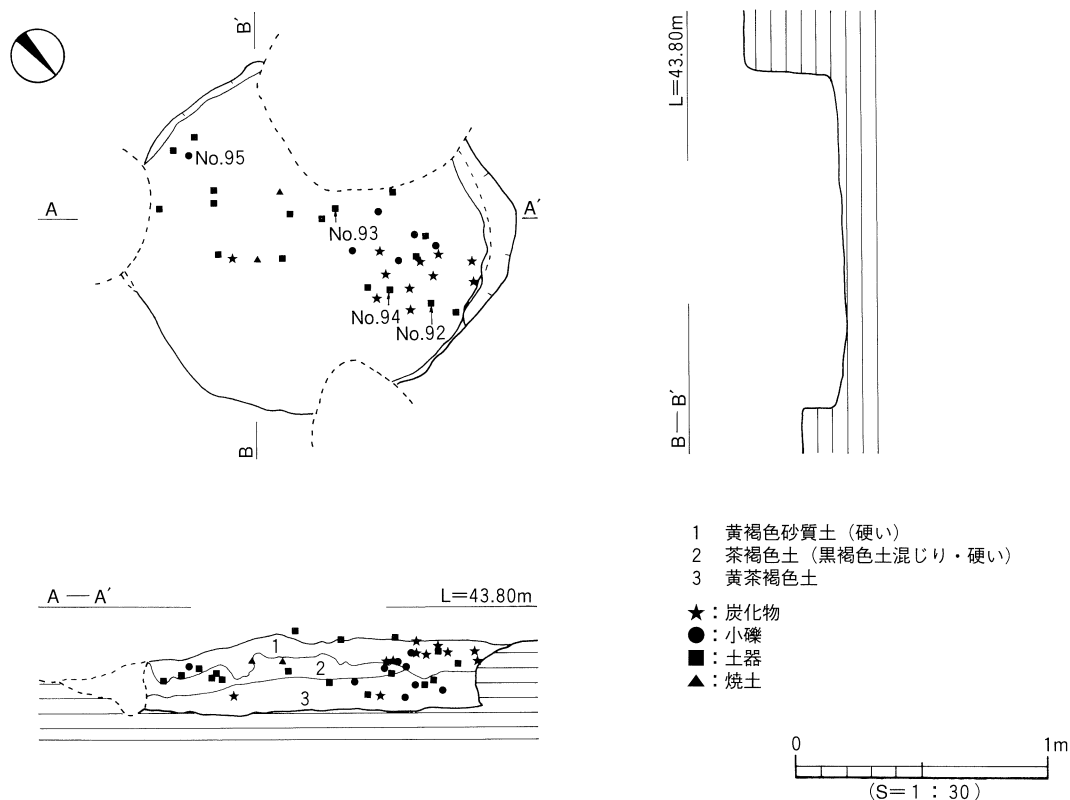 B′
No.95
A
A′
No.93
No.94
No.92
B
L=43.80m
B—B′
A—A′
L=43.80m
1
2
3
1 黄褐色砂質土（硬い）
2 茶褐色土（黒褐色土混じり・硬い）
3 黄茶褐色土
★：炭化物
●：小礫
■：土器
▲：焼土
0 1m
(S=1：30)